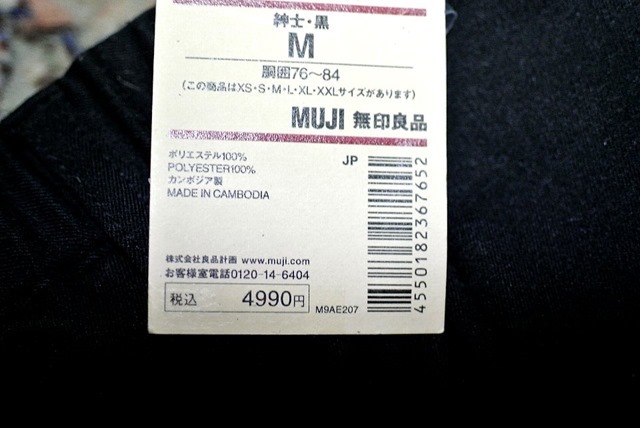 紳士・黒
M
胴囲76〜84
(この商品はXS・S・M・L・XL・XXLサイズがあります)
MUJI 無印良品
ポリエステル100%
POLYESTER100%
カンボジア製
MADE IN CAMBODIA
JP
4550182367652
株式会社良品計画 www.muji.com
お客様室電話0120-14-6404
税込 4990円
M9AE207